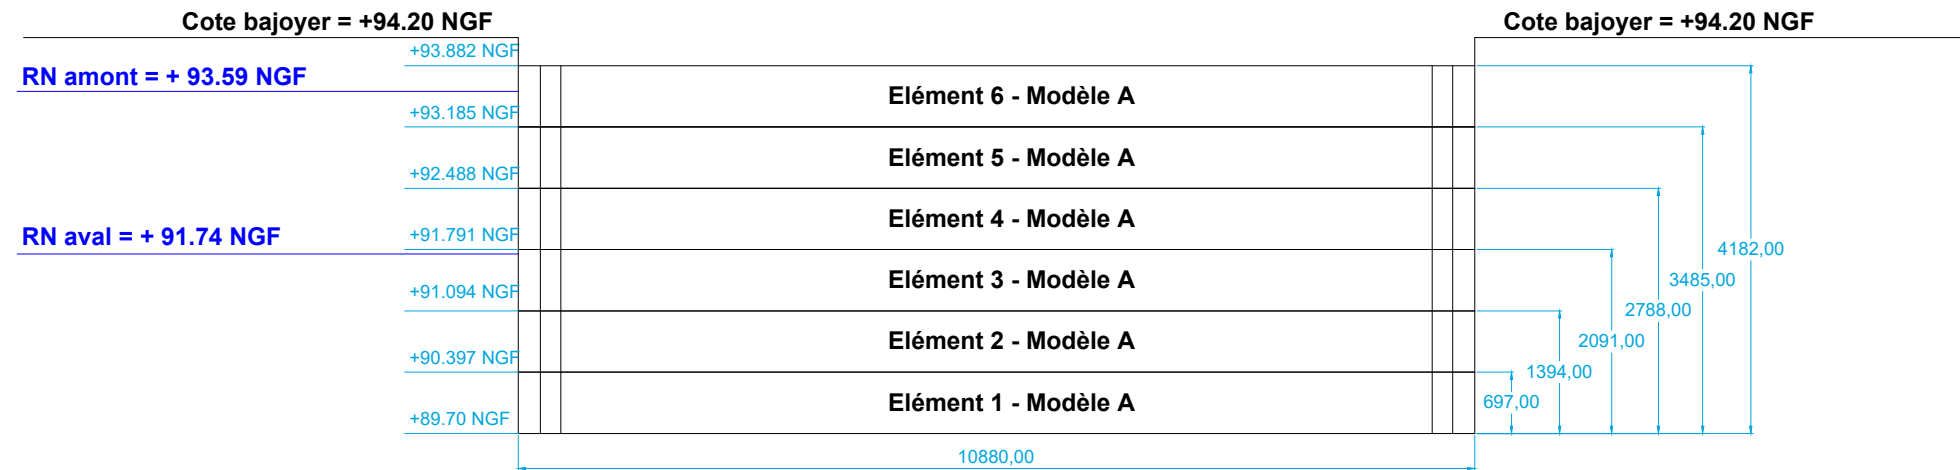 Cote bajoyer = +94.20 NGF
Cote bajoyer = +94.20 NGF
+93.882 NGF
RN amont = + 93.59 NGF
Elément 6 - Modèle A
+93.185 NGF
Elément 5 - Modèle A
+92.488 NGF
Elément 4 - Modèle A
RN aval = + 91.74 NGF
+91.791 NGF
4182,00
Elément 3 - Modèle A
3485,00
+91.094 NGF
2788,00
Elément 2 - Modèle A
2091,00
+90.397 NGF
1394,00
Elément 1 - Modèle A
697,00
+89.70 NGF
10880,00